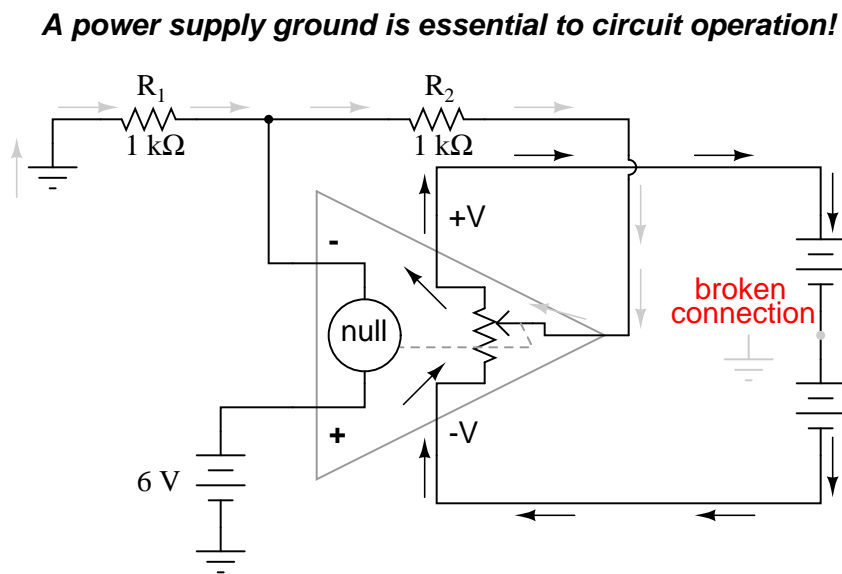 A power supply ground is essential to circuit operation!
R1
R2
1 kΩ
1 kΩ
+V
-
broken
connection
null
+
-V
6 V